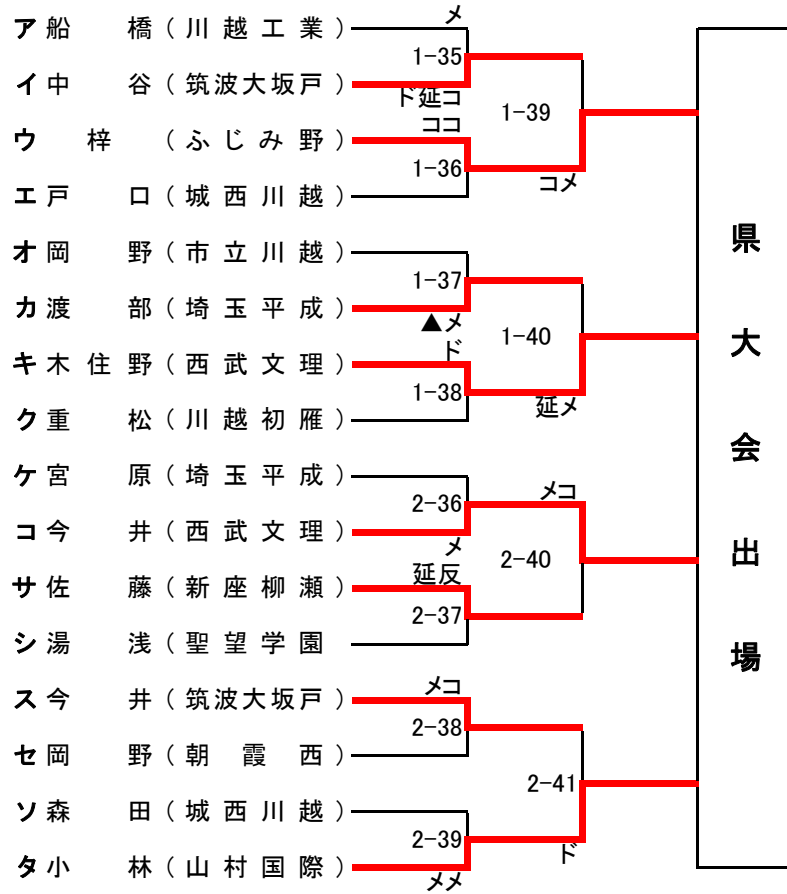 ア 船橋(川越工業)
メ
1-35
イ 中谷(筑波大坂戸)
ド延コ
1-39
ココ
ウ 梓(ふじみ野)
1-36
コメ
エ 戸口(城西川越)
オ 岡野(市立川越)
1-37
カ 渡部(埼玉平成)
▲メ
1-40
ド
キ 木住野(西武文理)
1-38
延メ
ク 重松(川越初雁)
ケ 宮原(埼玉平成)
2-36
メコ
コ 今井(西武文理)
メ
2-40
延反
サ 佐藤(新座柳瀬)
2-37
シ 湯浅(聖望学園
メコ
ス 今井(筑波大坂戸)
2-38
セ 岡野(朝霞西)
2-41
ソ 森田(城西川越)
2-39
ド
タ 小林(山村国際)
メメ
県大会出場